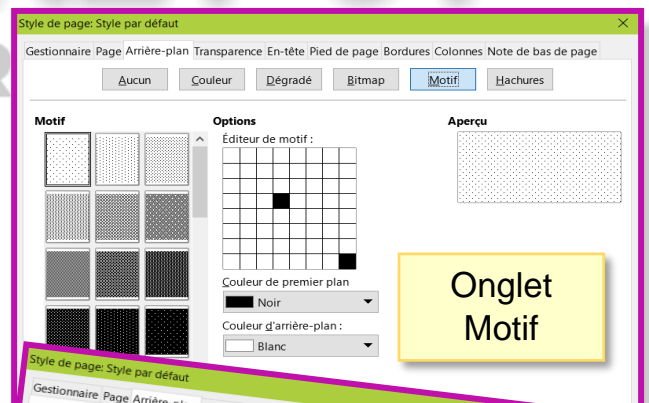 Style de page: Style par défaut
Gestionnaire Page Arrière-plan Transparence En-tête Pied de page Bordures Colonnes Note de bas de page
Aucun Couleur Dégradé Bitmap Motif Hachures
Motif Options Aperçu
Éditeur de motif :
Couleur de premier plan
Noir
Couleur d'arrière-plan :
Blanc
Onglet
Motif
Style de page: Style par défaut
Gestionnaire Page